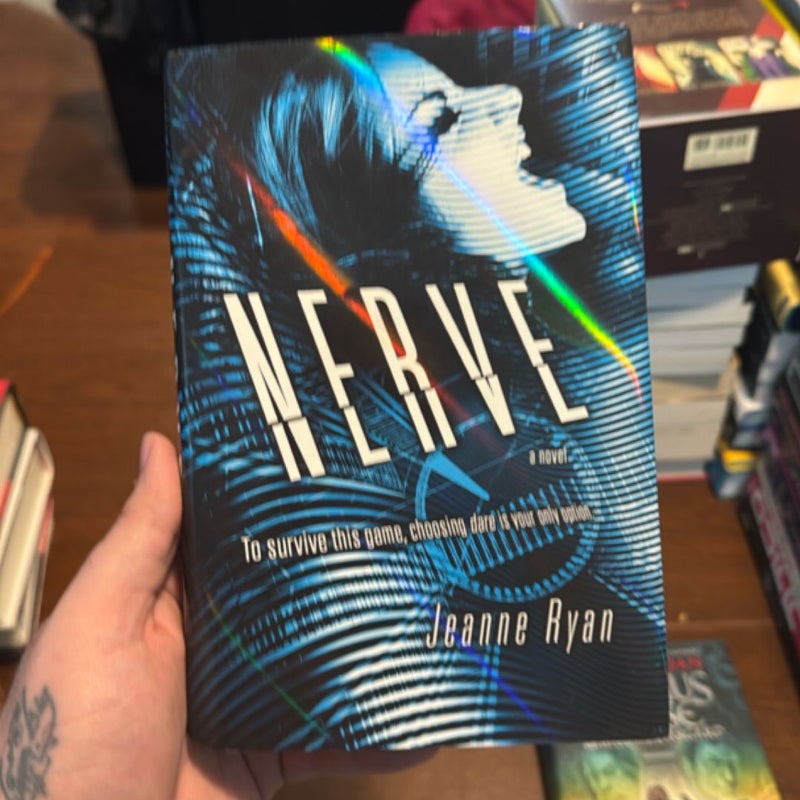 NERVE
a novel
To survive this game, choosing dare is your only option.
Jeanne Ryan